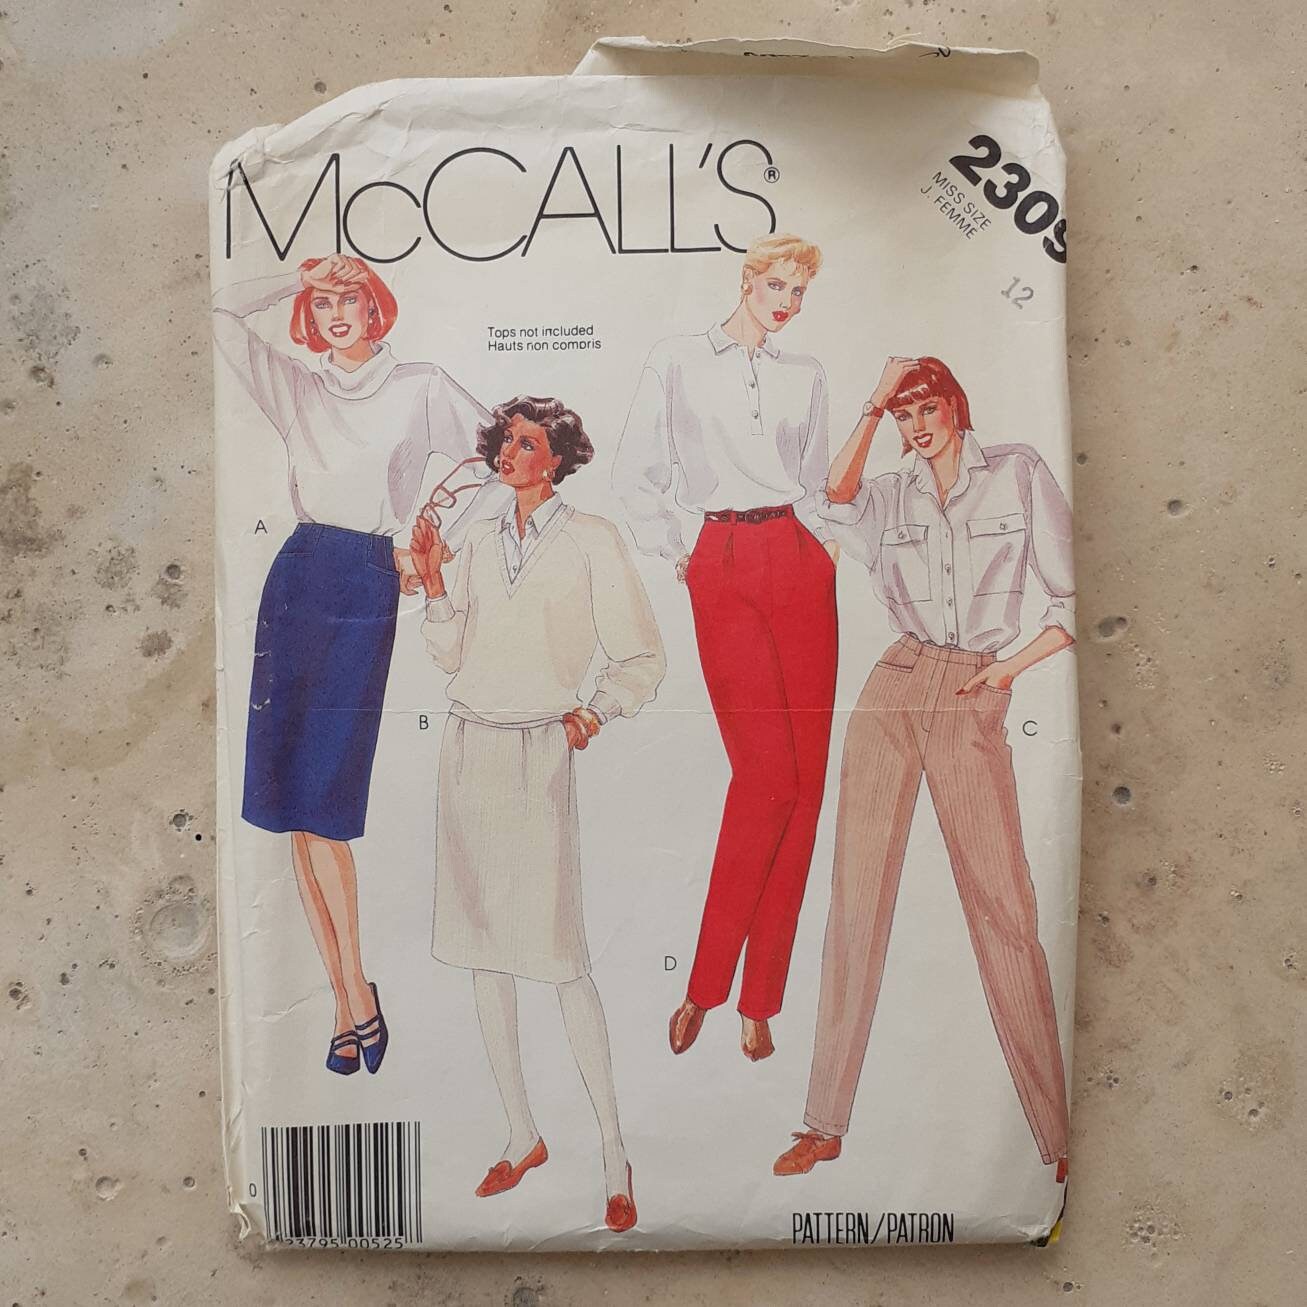 McCALL'S®
2309
MISS SIZE
J. FEMME
12
Tops not included
Hauts non compris
A
B
C
D
0
23795 00525
PATTERN/PATRON